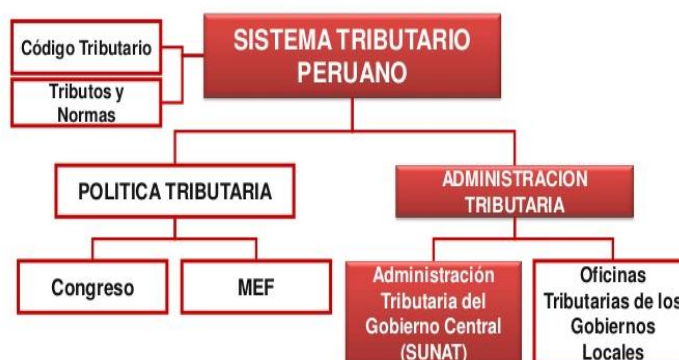 Código Tributario
Tributos y
Normas
SISTEMA TRIBUTARIO
PERUANO
POLITICA TRIBUTARIA
ADMINISTRACION
TRIBUTARIA
Congreso
MEF
Administración
Tributaria del
Gobierno Central
(SUNAT)
Oficinas
Tributarias de los
Gobiernos
Locales